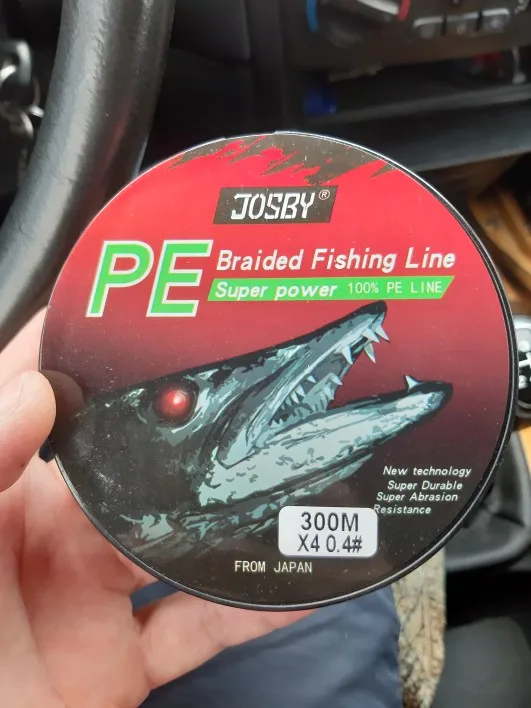 JOSBY®
PE Braided Fishing Line
Super power 100% PE LINE
New technology
Super Durable
Super Abrasion
Resistance
300M
X4 0.4#
FROM JAPAN